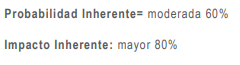 Probabilidad Inherente= moderada 60%
Impacto Inherente: mayor 80%